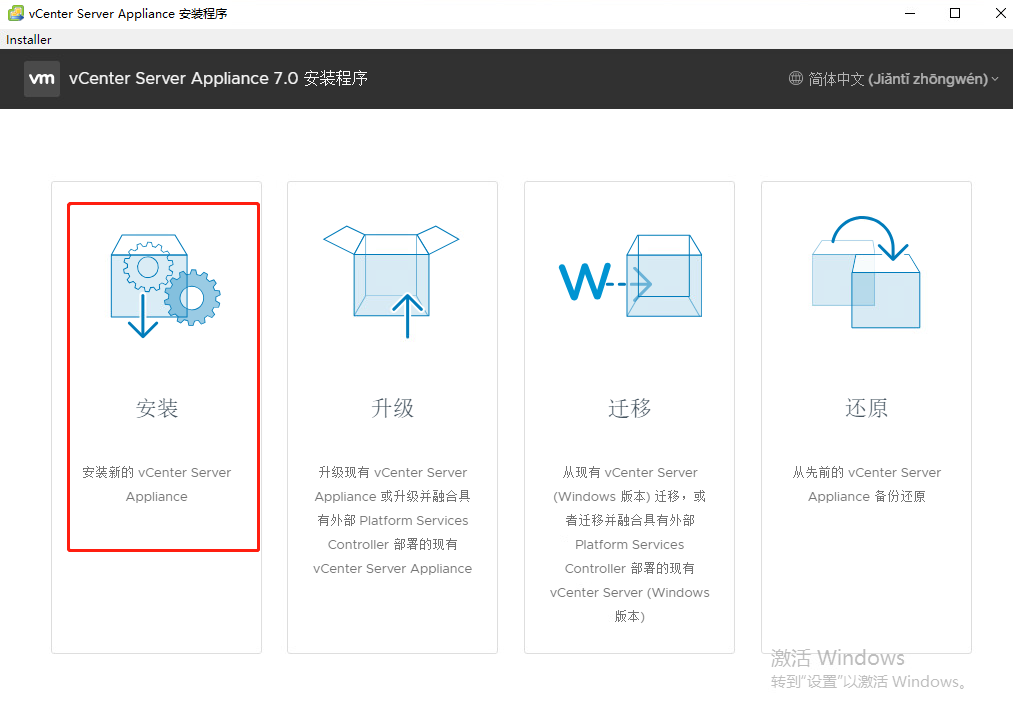 vCenter Server Appliance 安装程序
Installer
vm
vCenter Server Appliance 7.0 安装程序
简体中文 (Jiǎntǐ zhōngwén)
安装
安装新的 vCenter Server
Appliance
升级
升级现有 vCenter Server
Appliance 或升级并融合具
有外部 Platform Services
Controller 部署的现有
vCenter Server Appliance
W
迁移
从现有 vCenter Server
(Windows 版本) 迁移，或
者迁移并融合具有外部
Platform Services
Controller 部署的现有
vCenter Server (Windows
版本)
还原
从先前的 vCenter Server
Appliance 备份还原
激活 Windows
转到“设置”以激活 Windows。